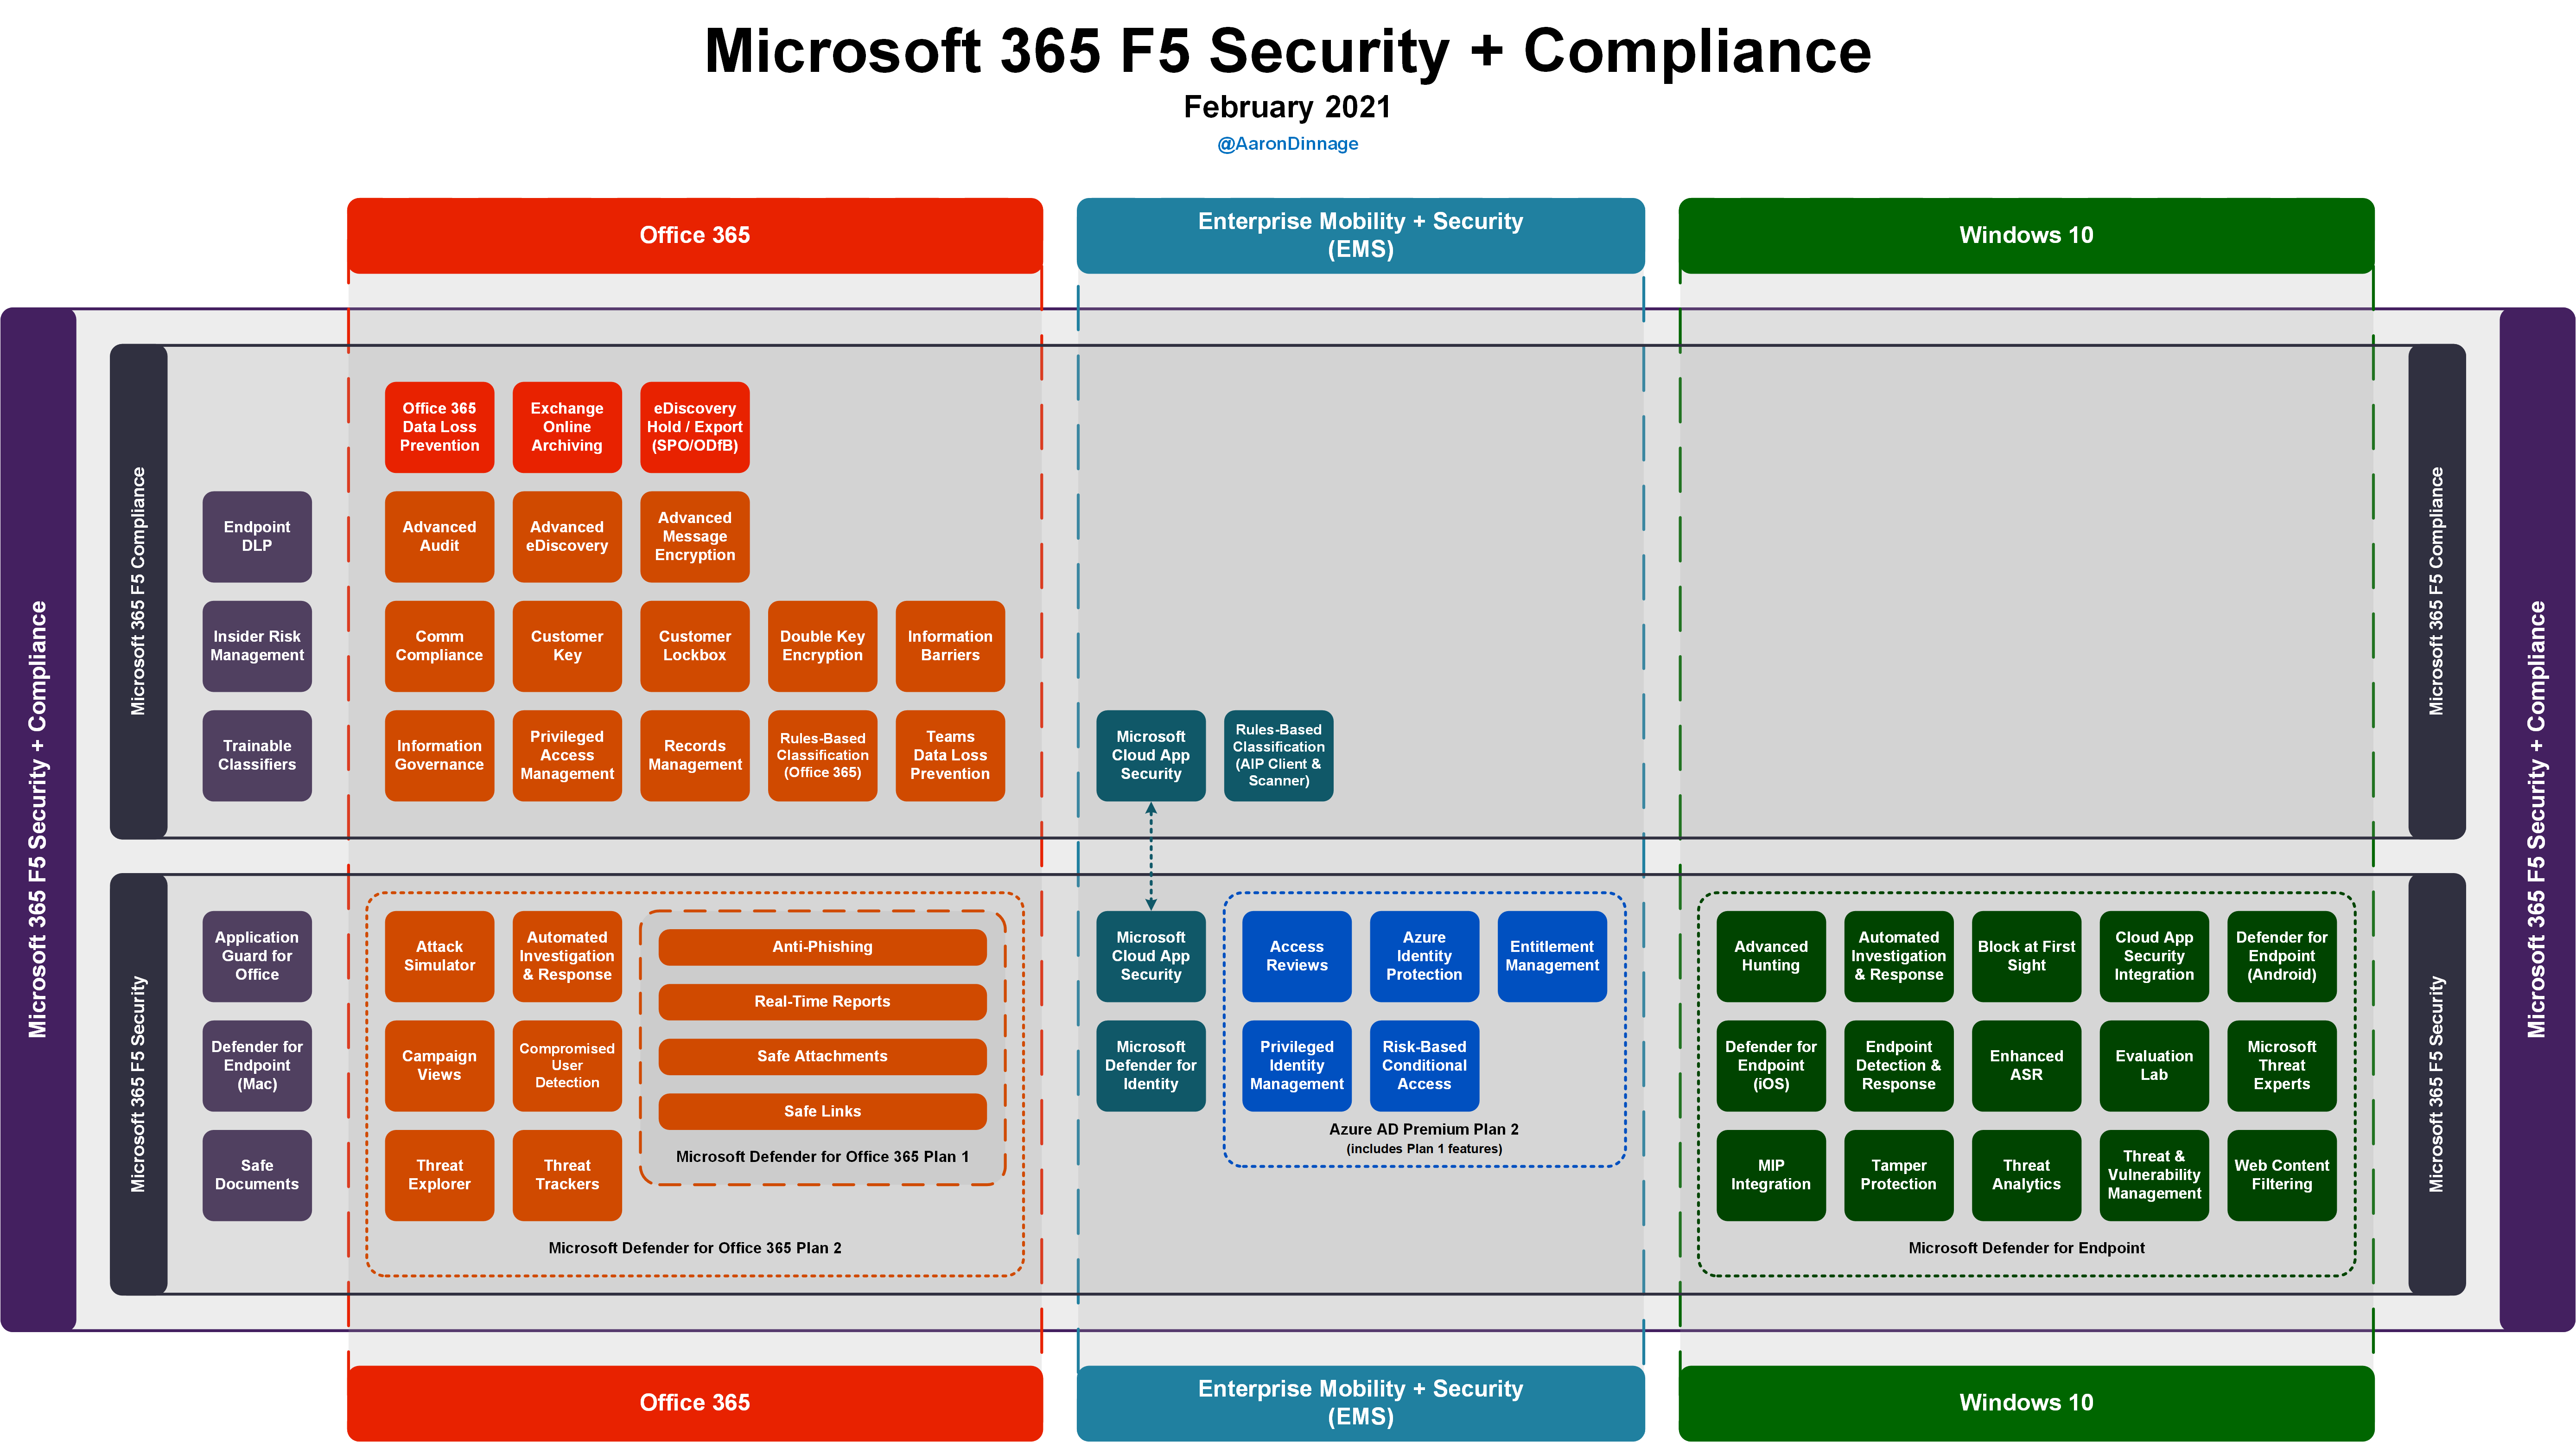 Microsoft 365 F5 Security + Compliance
February 2021
@AaronDinnage
Office 365
Enterprise Mobility + Security
(EMS)
Windows 10
Microsoft 365 F5 Security + Compliance
Microsoft 365 F5 Compliance
Endpoint
DLP
Insider Risk
Management
Trainable
Classifiers
Office 365
Data Loss
Prevention
Exchange
Online
Archiving
eDiscovery
Hold / Export
(SPO/ODfB)
Advanced
Audit
Advanced
eDiscovery
Advanced
Message
Encryption
Comm
Compliance
Customer
Key
Customer
Lockbox
Double Key
Encryption
Information
Barriers
Information
Governance
Privileged
Access
Management
Records
Management
Rules-Based
Classification
(Office 365)
Teams
Data Loss
Prevention
Microsoft
Cloud App
Security
Rules-Based
Classification
(AIP Client &
Scanner)
Microsoft 365 F5 Compliance
Microsoft 365 F5 Security + Compliance
Microsoft 365 F5 Security
Application
Guard for
Office
Defender for
Endpoint
(Mac)
Safe
Documents
Attack
Simulator
Automated
Investigation
& Response
Campaign
Views
Compromised
User
Detection
Threat
Explorer
Threat
Trackers
Anti-Phishing
Real-Time Reports
Safe Attachments
Safe Links
Microsoft Defender for Office 365 Plan 1
Microsoft Defender for Office 365 Plan 2
Microsoft
Cloud App
Security
Microsoft
Defender for
Identity
Access
Reviews
Azure
Identity
Protection
Entitlement
Management
Privileged
Identity
Management
Risk-Based
Conditional
Access
Azure AD Premium Plan 2
(includes Plan 1 features)
Advanced
Hunting
Automated
Investigation
& Response
Block at First
Sight
Cloud App
Security
Integration
Defender for
Endpoint
(Android)
Defender for
Endpoint
(iOS)
Endpoint
Detection &
Response
Enhanced
ASR
Evaluation
Lab
Microsoft
Threat
Experts
MIP
Integration
Tamper
Protection
Threat
Analytics
Threat &
Vulnerability
Management
Web Content
Filtering
Microsoft Defender for Endpoint
Microsoft 365 F5 Security
Office 365
Enterprise Mobility + Security
(EMS)
Windows 10